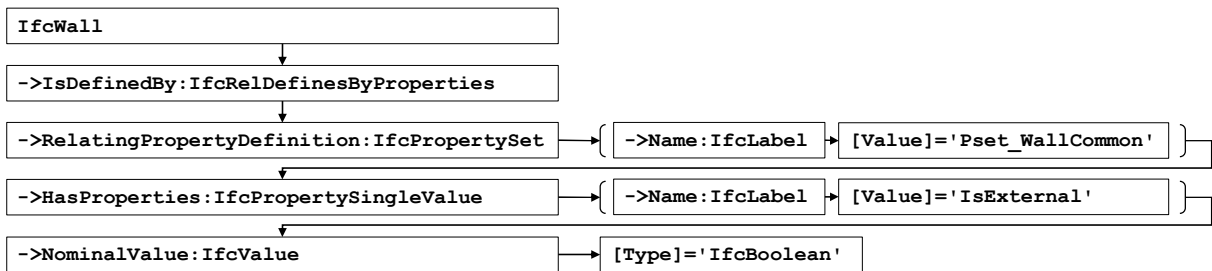 IfcWall
->IsDefinedBy:IfcRelDefinesByProperties
->RelatingPropertyDefinition:IfcPropertySet ->Name:IfcLabel [Value]='Pset_WallCommon'
->HasProperties:IfcPropertySingleValue ->Name:IfcLabel [Value]='IsExternal'
->NominalValue:IfcValue [Type]='IfcBoolean'